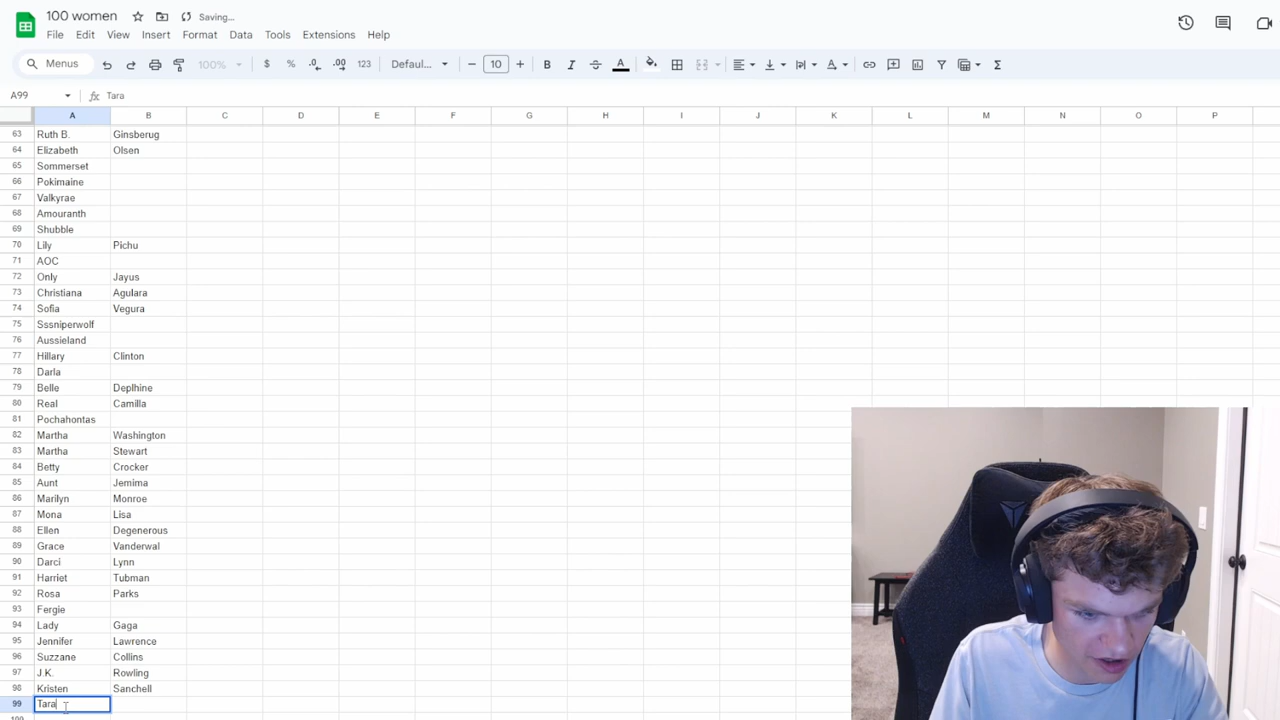 100 women Saving...
File Edit View Insert Format Data Tools Extensions Help
Menus 100% $ % .0 .00 123 Defaul... 10 B I A Σ
A99 fx Tara
A B C D E F G H I J K L M N O P
63 Ruth B. Ginsberug
64 Elizabeth Olsen
65 Sommerset
66 Pokimaine
67 Valkyrae
68 Amouranth
69 Shubble
70 Lily Pichu
71 AOC
72 Only Jayus
73 Christiana Agulara
74 Sofia Vegura
75 Sssniperwolf
76 Aussieland
77 Hillary Clinton
78 Darla
79 Belle Deplhine
80 Real Camilla
81 Pochahontas
82 Martha Washington
83 Martha Stewart
84 Betty Crocker
85 Aunt Jemima
86 Marilyn Monroe
87 Mona Lisa
88 Ellen Degenerous
89 Grace Vanderwal
90 Darci Lynn
91 Harriet Tubman
92 Rosa Parks
93 Fergie
94 Lady Gaga
95 Jennifer Lawrence
96 Suzzane Collins
97 J.K. Rowling
98 Kristen Sanchell
99 Tara
100